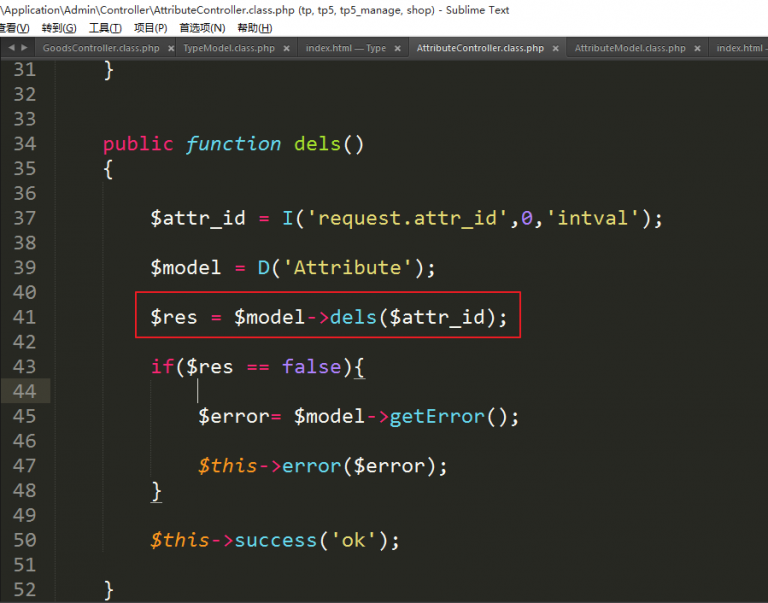 \Application\Admin\Controller\AttributeController.class.php (tp, tp5, tp5_manage, shop) - Sublime Text
查看(V) 转到(G) 工具(T) 项目(P) 首选项(N) 帮助(H)
GoodsController.class.php × TypeModel.class.php × index.html — Type × AttributeController.class.php × AttributeModel.class.php × index.html —
31 }
32
33
34 public function dels()
35 {
36
37 $attr_id = I('request.attr_id',0,'intval');
38
39 $model = D('Attribute');
40
41 $res = $model->dels($attr_id);
42
43 if($res == false){
44
45 $error= $model->getError();
46
47 $this->error($error);
48 }
49
50 $this->success('ok');
51
52 }